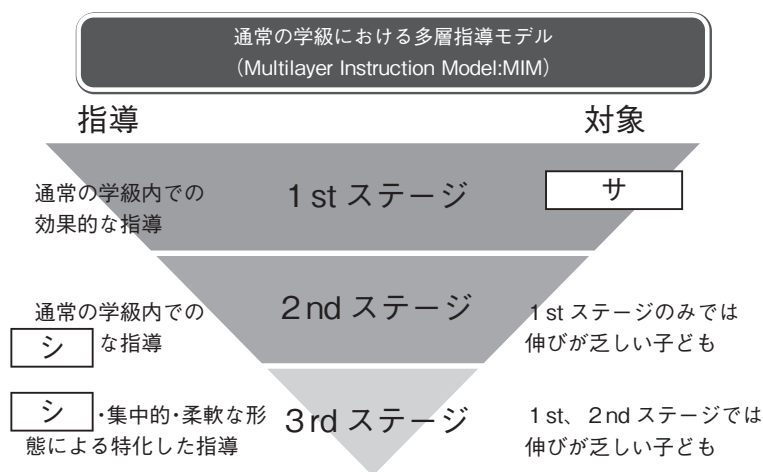 通常の学級における多層指導モデル
(Multilayer Instruction Model:MIM)
指導
対象
通常の学級内での
効果的な指導
1st ステージ
サ
通常の学級内での
シ な指導
2nd ステージ
1st ステージのみでは
伸びが乏しい子ども
シ ・集中的・柔軟な形
態による特化した指導
3rd ステージ
1st、2nd ステージでは
伸びが乏しい子ども